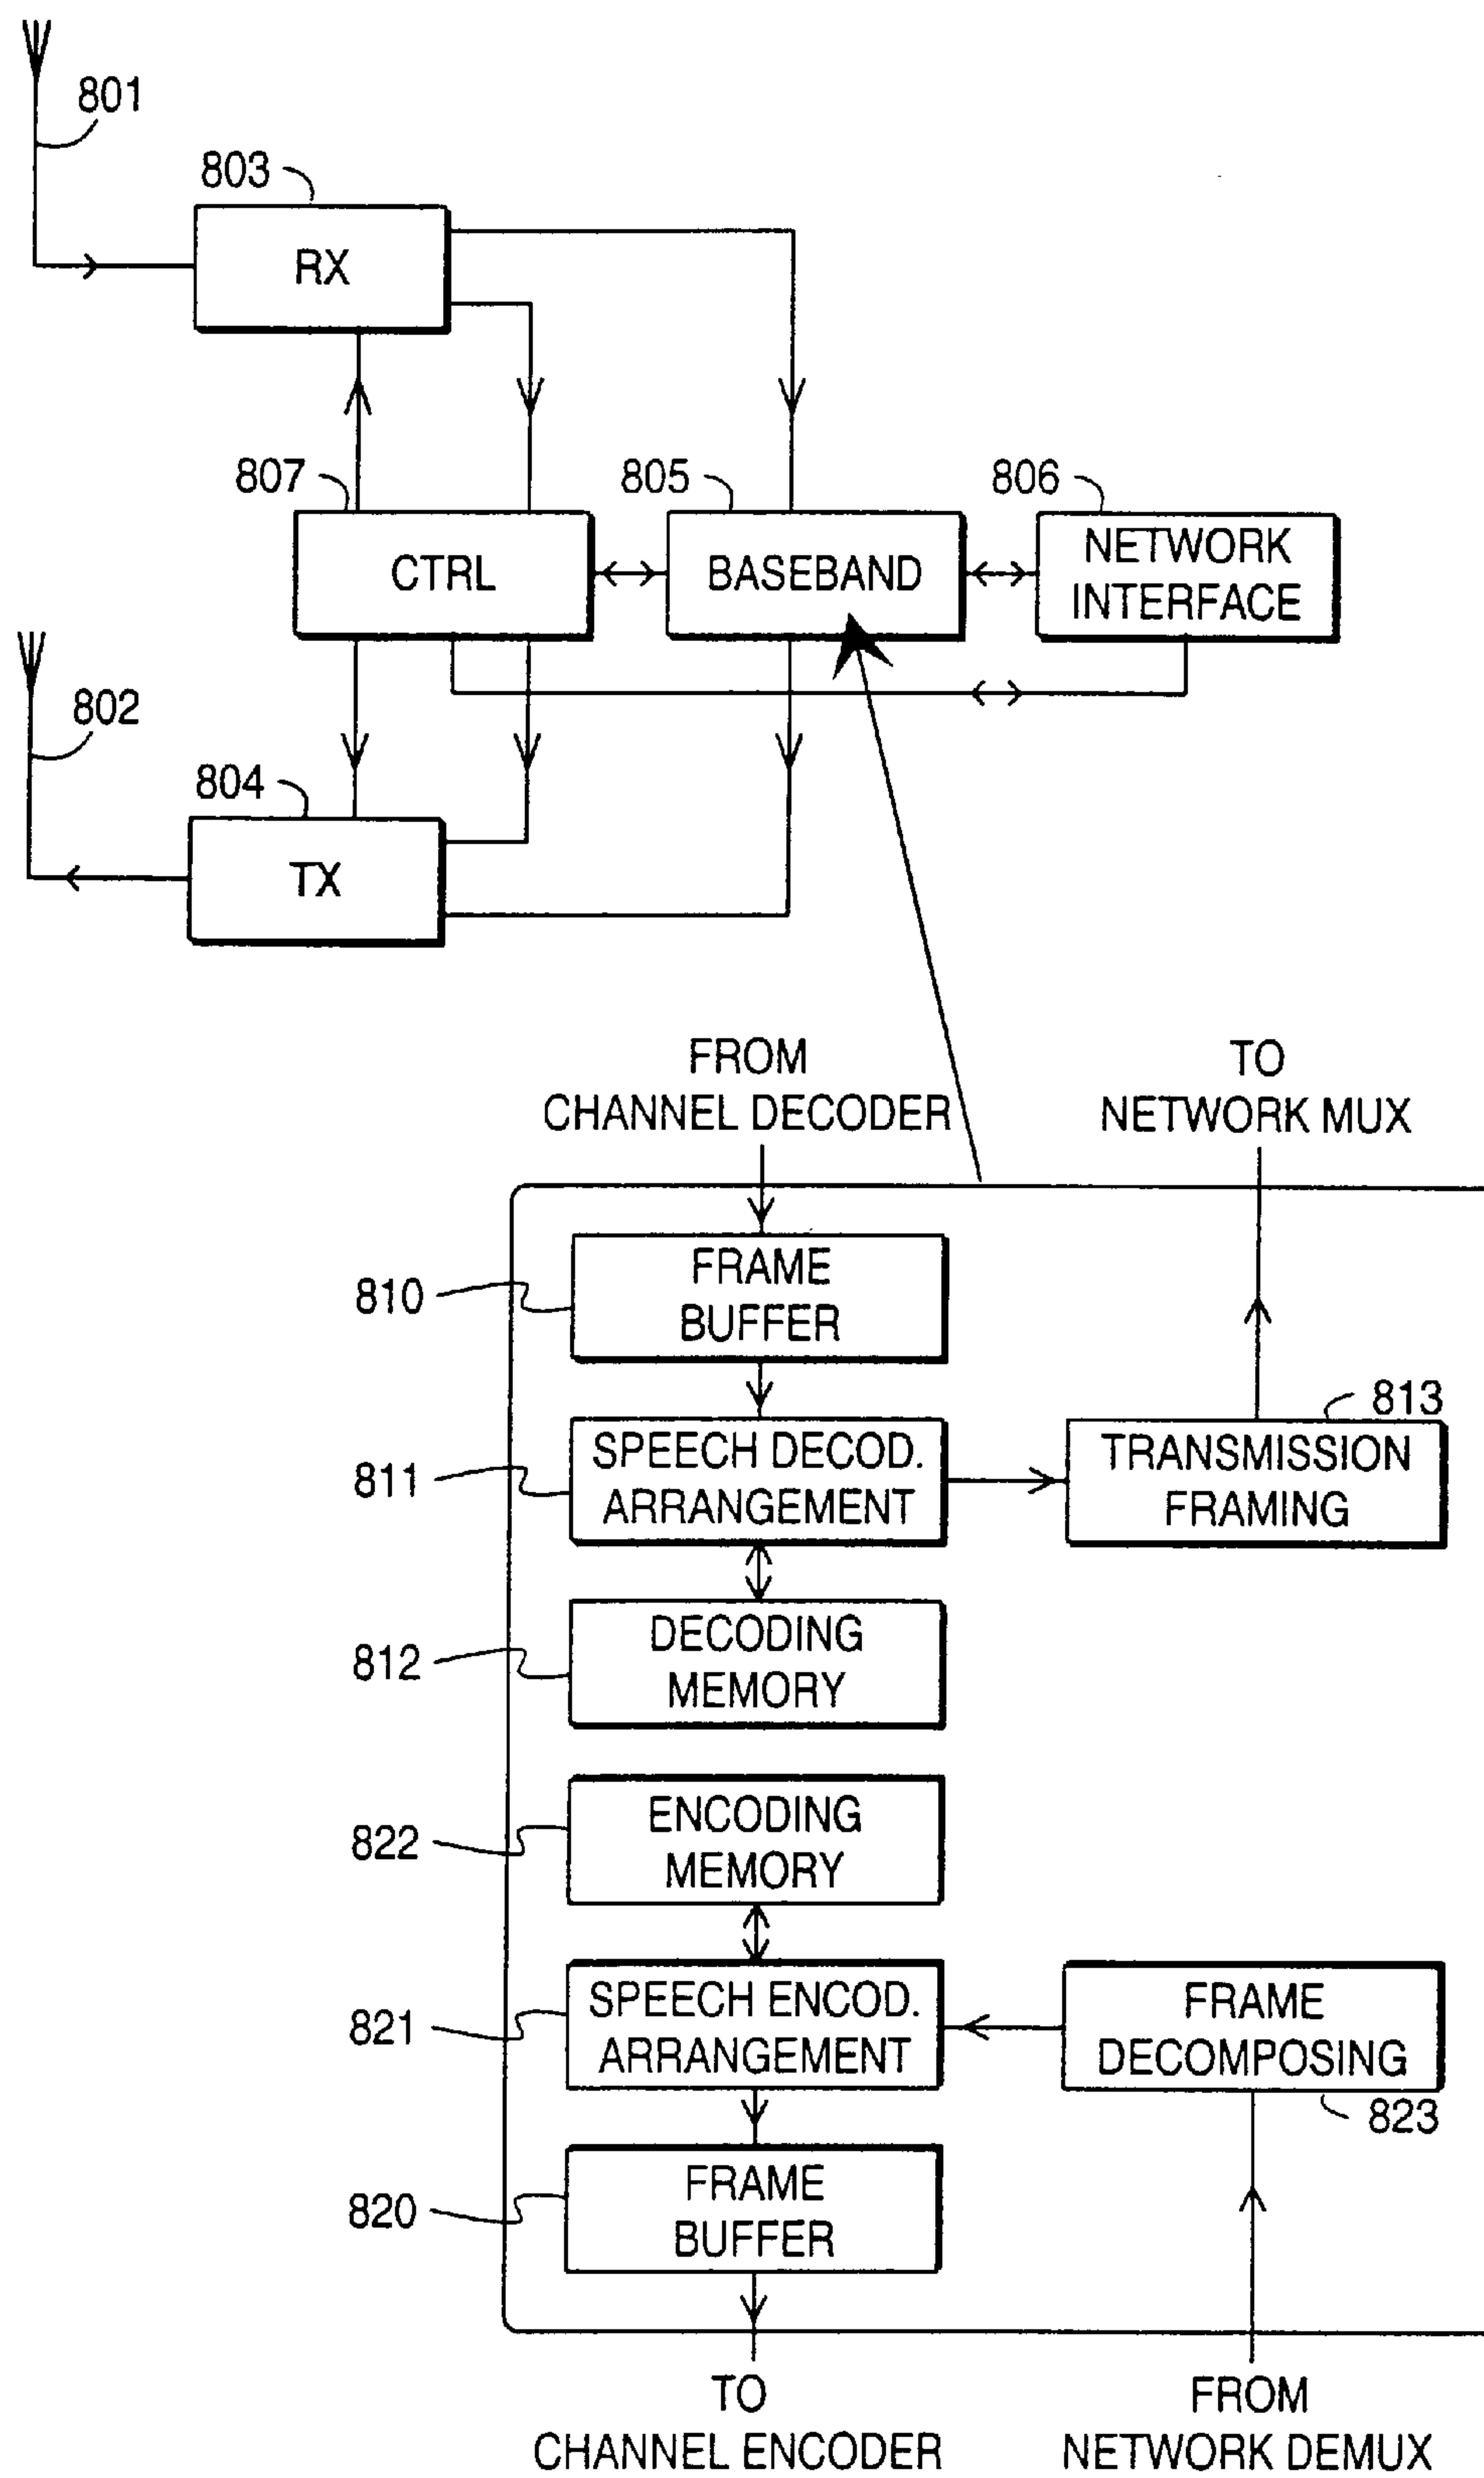 801
803
RX
807
805
806
CTRL
BASEBAND
NETWORK
INTERFACE
802
804
TX
FROM
CHANNEL DECODER
TO
NETWORK MUX
810
FRAME
BUFFER
811
SPEECH DECOD.
ARRANGEMENT
813
TRANSMISSION
FRAMING
812
DECODING
MEMORY
822
ENCODING
MEMORY
821
SPEECH ENCOD.
ARRANGEMENT
FRAME
DECOMPOSING
823
820
FRAME
BUFFER
TO
CHANNEL ENCODER
FROM
NETWORK DEMUX